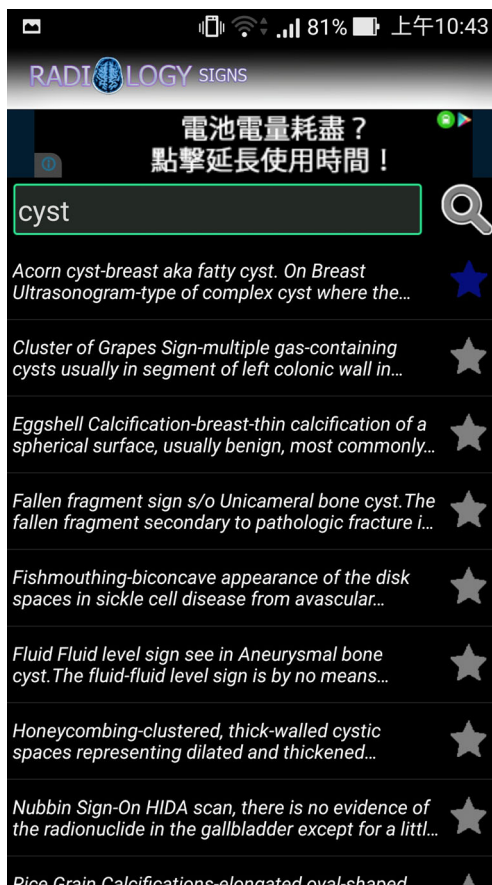 81% 上午10:43
RADIOLOGY SIGNS
電池電量耗盡？
點擊延長使用時間！
cyst
Acorn cyst-breast aka fatty cyst. On Breast
Ultrasonogram-type of complex cyst where the...
Cluster of Grapes Sign-multiple gas-containing
cysts usually in segment of left colonic wall in...
Eggshell Calcification-breast-thin calcification of a
spherical surface, usually benign, most commonly...
Fallen fragment sign s/o Unicameral bone cyst.The
fallen fragment secondary to pathologic fracture i...
Fishmouthing-biconcave appearance of the disk
spaces in sickle cell disease from avascular...
Fluid Fluid level sign see in Aneurysmal bone
cyst.The fluid-fluid level sign is by no means...
Honeycombing-clustered, thick-walled cystic
spaces representing dilated and thickened...
Nubbin Sign-On HIDA scan, there is no evidence of
the radionuclide in the gallbladder except for a littl...
Rice Grain Calcifications-elongated oval-shaped